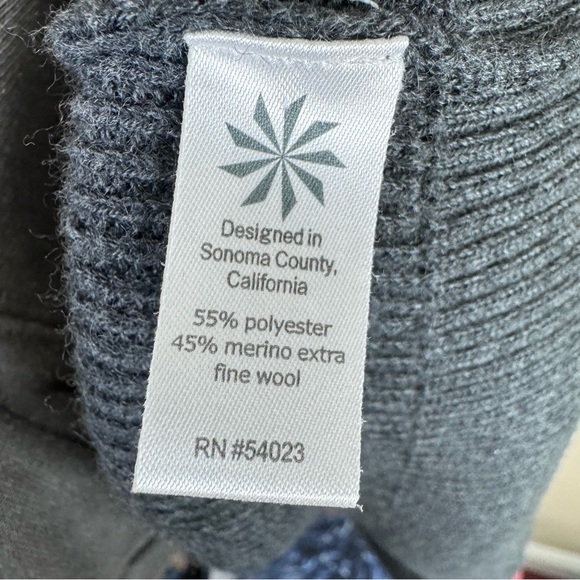 Designed in
Sonoma County,
California
55% polyester
45% merino extra
fine wool
RN #54023